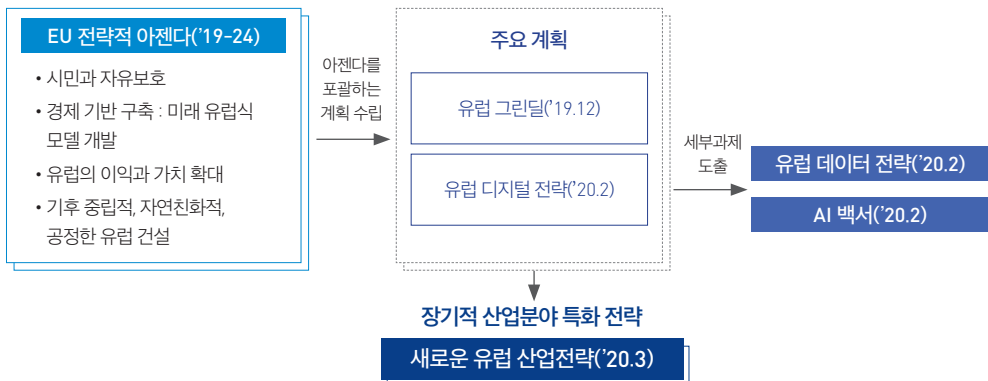 EU 전략적 아젠다(’19-24)
• 시민과 자유보호
• 경제 기반 구축 : 미래 유럽식
모델 개발
• 유럽의 이익과 가치 확대
• 기후 중립적, 자연친화적,
공정한 유럽 건설
아젠다를
포괄하는
계획 수립
주요 계획
유럽 그린딜(’19.12)
유럽 디지털 전략(’20.2)
세부과제
도출
유럽 데이터 전략(’20.2)
AI 백서(’20.2)
장기적 산업분야 특화 전략
새로운 유럽 산업전략(’20.3)